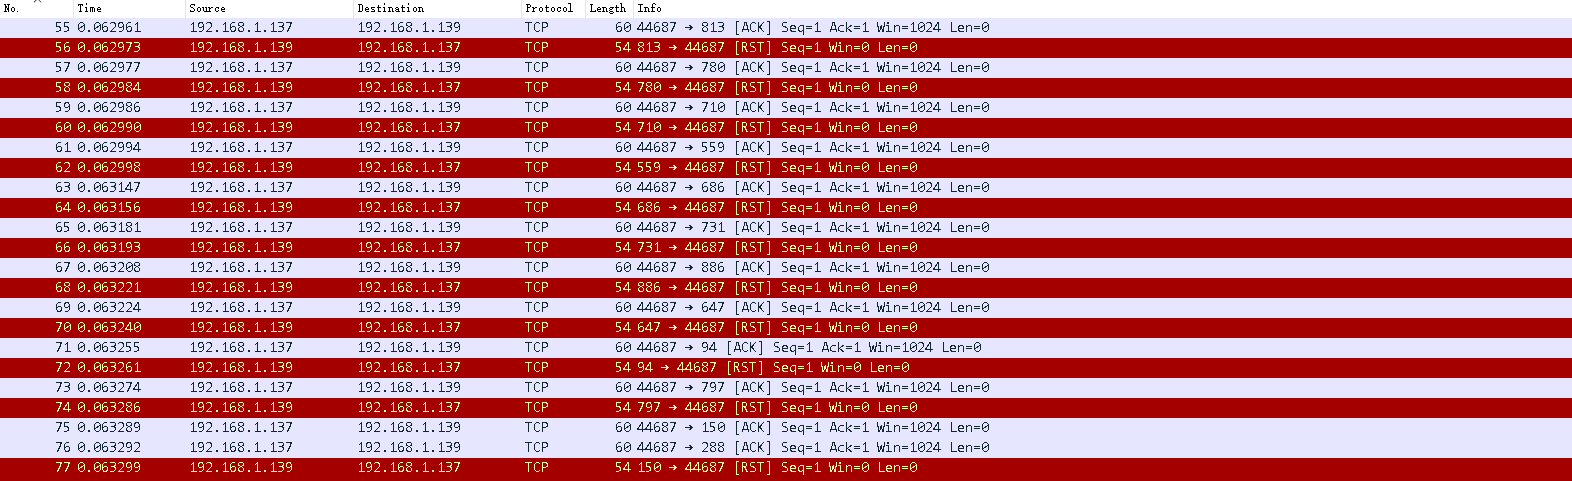 No. Time Source Destination Protocol Length Info
55 0.062961 192.168.1.137 192.168.1.139 TCP 60 44687 → 813 [ACK] Seq=1 Ack=1 Win=1024 Len=0
56 0.062973 192.168.1.139 192.168.1.137 TCP 54 813 → 44687 [RST] Seq=1 Win=0 Len=0
57 0.062977 192.168.1.137 192.168.1.139 TCP 60 44687 → 780 [ACK] Seq=1 Ack=1 Win=1024 Len=0
58 0.062984 192.168.1.139 192.168.1.137 TCP 54 780 → 44687 [RST] Seq=1 Win=0 Len=0
59 0.062986 192.168.1.137 192.168.1.139 TCP 60 44687 → 710 [ACK] Seq=1 Ack=1 Win=1024 Len=0
60 0.062990 192.168.1.139 192.168.1.137 TCP 54 710 → 44687 [RST] Seq=1 Win=0 Len=0
61 0.062994 192.168.1.137 192.168.1.139 TCP 60 44687 → 559 [ACK] Seq=1 Ack=1 Win=1024 Len=0
62 0.062998 192.168.1.139 192.168.1.137 TCP 54 559 → 44687 [RST] Seq=1 Win=0 Len=0
63 0.063147 192.168.1.137 192.168.1.139 TCP 60 44687 → 686 [ACK] Seq=1 Ack=1 Win=1024 Len=0
64 0.063156 192.168.1.139 192.168.1.137 TCP 54 686 → 44687 [RST] Seq=1 Win=0 Len=0
65 0.063181 192.168.1.137 192.168.1.139 TCP 60 44687 → 731 [ACK] Seq=1 Ack=1 Win=1024 Len=0
66 0.063193 192.168.1.139 192.168.1.137 TCP 54 731 → 44687 [RST] Seq=1 Win=0 Len=0
67 0.063208 192.168.1.137 192.168.1.139 TCP 60 44687 → 886 [ACK] Seq=1 Ack=1 Win=1024 Len=0
68 0.063221 192.168.1.139 192.168.1.137 TCP 54 886 → 44687 [RST] Seq=1 Win=0 Len=0
69 0.063224 192.168.1.137 192.168.1.139 TCP 60 44687 → 647 [ACK] Seq=1 Ack=1 Win=1024 Len=0
70 0.063240 192.168.1.139 192.168.1.137 TCP 54 647 → 44687 [RST] Seq=1 Win=0 Len=0
71 0.063255 192.168.1.137 192.168.1.139 TCP 60 44687 → 94 [ACK] Seq=1 Ack=1 Win=1024 Len=0
72 0.063261 192.168.1.139 192.168.1.137 TCP 54 94 → 44687 [RST] Seq=1 Win=0 Len=0
73 0.063274 192.168.1.137 192.168.1.139 TCP 60 44687 → 797 [ACK] Seq=1 Ack=1 Win=1024 Len=0
74 0.063286 192.168.1.139 192.168.1.137 TCP 54 797 → 44687 [RST] Seq=1 Win=0 Len=0
75 0.063289 192.168.1.137 192.168.1.139 TCP 60 44687 → 150 [ACK] Seq=1 Ack=1 Win=1024 Len=0
76 0.063292 192.168.1.137 192.168.1.139 TCP 60 44687 → 288 [ACK] Seq=1 Ack=1 Win=1024 Len=0
77 0.063299 192.168.1.139 192.168.1.137 TCP 54 150 → 44687 [RST] Seq=1 Win=0 Len=0